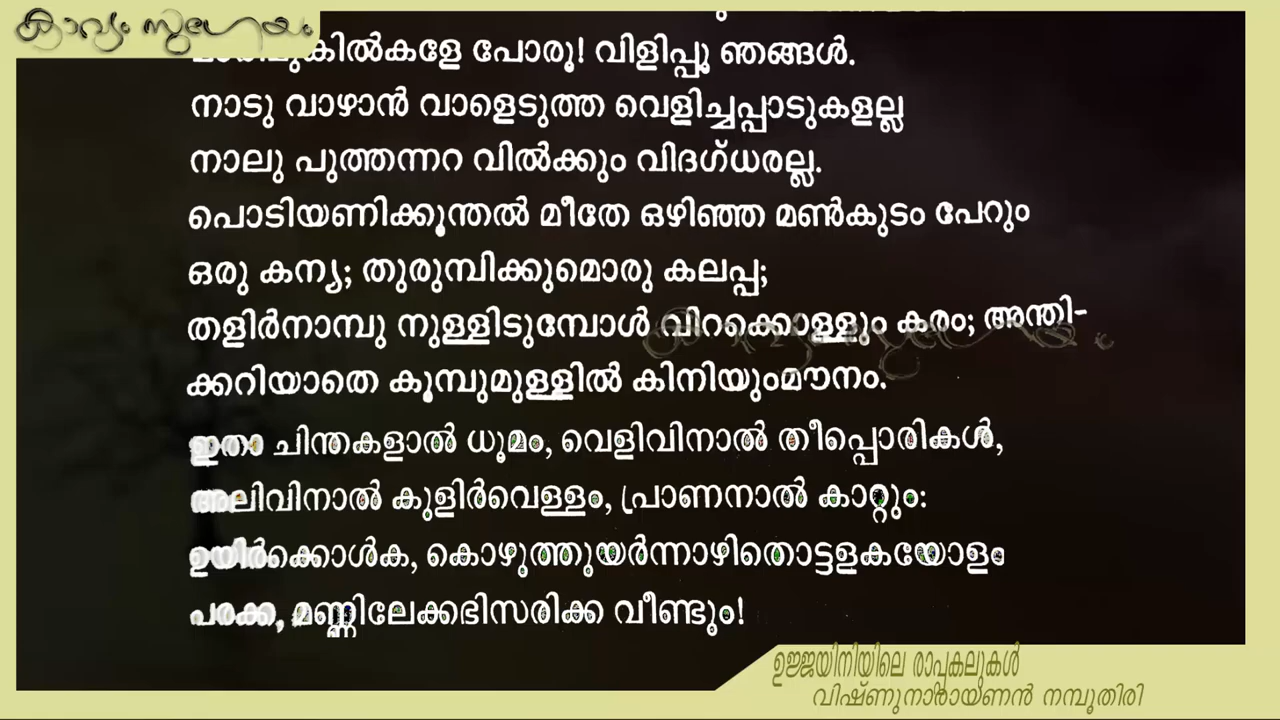 കാവ്യം സുഗേയം
കിൽകളേ പോരൂ! വിളിപ്പൂ ഞങ്ങൾ.
നാടു വാഴാൻ വാളെടുത്ത വെളിച്ചപ്പാടുകളല്ല
നാലു പുത്തന്നറ വിൽക്കും വിദഗ്ധരല്ല.
പൊടിയണിക്കൂന്തൽ മീതേ ഒഴിഞ്ഞ മൺകുടം പേറും
ഒരു കന്യ; തുരുമ്പിക്കുമൊരു കലപ്പ;
തളിർനാമ്പു നുള്ളിടുമ്പോൾ വിറക്കൊള്ളും കരം; അന്തി-
ക്കറിയാതെ കൂമ്പുമുള്ളിൽ കിനിയുംമൗനം.
ഇതാ ചിന്തകളാൽ ധൂമം, വെളിവിനാൽ തീപ്പൊരികൾ,
അലിവിനാൽ കുളിർവെള്ളം, പ്രാണനാൽ കാറ്റും:
ഉയിർക്കൊൾക, കൊഴുത്തുയർന്നാഴിതൊട്ടളകയോളം
പരക്ക, മണ്ണിലേക്കഭിസരിക്ക വീണ്ടും!
ഉജ്ജയിനിയിലെ രാപ്പകലുകൾ
വിഷ്ണുനാരായണൻ നമ്പൂതിരി